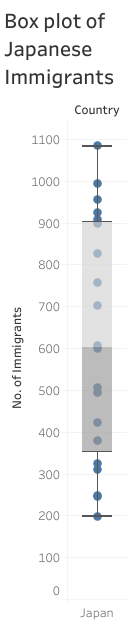 Box plot of
Japanese
Immigrants
Country
1100
1000
900
800
700
600
500
400
300
200
100
0
No. of Immigrants
Japan